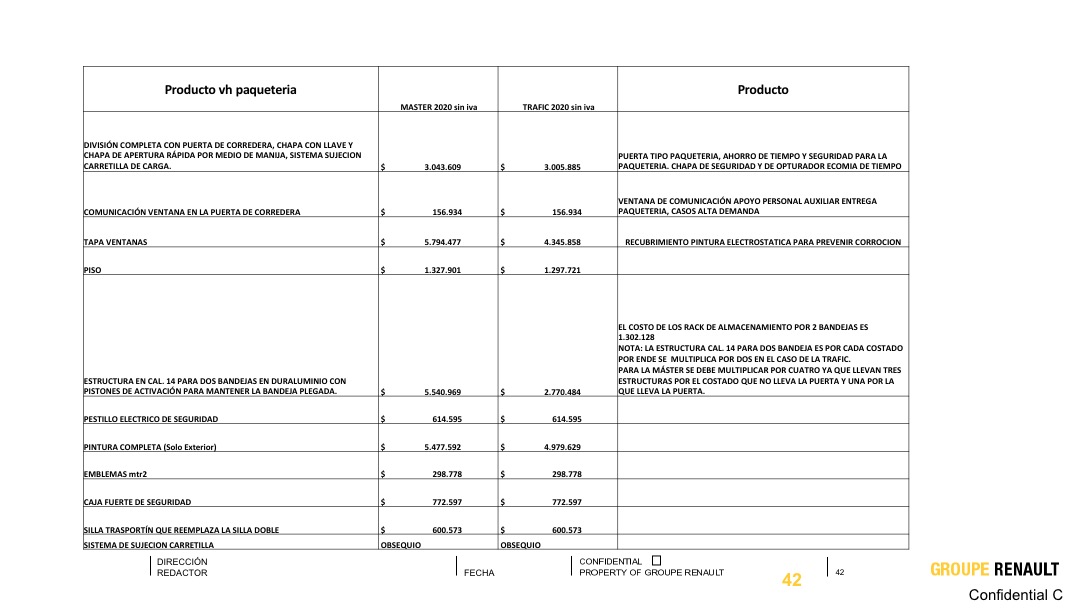 Producto vh paqueteria
MASTER 2020 sin iva
TRAFIC 2020 sin iva
Producto
DIVISIÓN COMPLETA CON PUERTA DE CORREDERA, CHAPA CON LLAVE Y
CHAPA DE APERTURA RÁPIDA POR MEDIO DE MANIJA, SISTEMA SUJECION
CARRETILLA DE CARGA.
$ 3.043.609
$ 3.005.885
PUERTA TIPO PAQUETERIA, AHORRO DE TIEMPO Y SEGURIDAD PARA LA
PAQUETERIA. CHAPA DE SEGURIDAD Y DE OPTURADOR ECOMIA DE TIEMPO
COMUNICACIÓN VENTANA EN LA PUERTA DE CORREDERA
$ 156.934
$ 156.934
VENTANA DE COMUNICACIÓN APOYO PERSONAL AUXILIAR ENTREGA
PAQUETERIA, CASOS ALTA DEMANDA
TAPA VENTANAS
$ 5.794.477
$ 4.345.858
RECUBRIMIENTO PINTURA ELECTROSTATICA PARA PREVENIR CORROCION
PISO
$ 1.327.901
$ 1.297.721
ESTRUCTURA EN CAL. 14 PARA DOS BANDEJAS EN DURALUMINIO CON
PISTONES DE ACTIVACIÓN PARA MANTENER LA BANDEJA PLEGADA.
$ 5.540.969
$ 2.770.484
EL COSTO DE LOS RACK DE ALMACENAMIENTO POR 2 BANDEJAS ES
1.302.128
NOTA: LA ESTRUCTURA CAL. 14 PARA DOS BANDEJA ES POR CADA COSTADO
POR ENDE SE MULTIPLICA POR DOS EN EL CASO DE LA TRAFIC.
PARA LA MÁSTER SE DEBE MULTIPLICAR POR CUATRO YA QUE LLEVAN TRES
ESTRUCTURAS POR EL COSTADO QUE NO LLEVA LA PUERTA Y UNA POR LA
QUE LLEVA LA PUERTA.
PESTILLO ELECTRICO DE SEGURIDAD
$ 614.595
$ 614.595
PINTURA COMPLETA (Solo Exterior)
$ 5.477.592
$ 4.979.629
EMBLEMAS mtr2
$ 298.778
$ 298.778
CAJA FUERTE DE SEGURIDAD
$ 772.597
$ 772.597
SILLA TRASPORTÍN QUE REEMPLAZA LA SILLA DOBLE
$ 600.573
$ 600.573
SISTEMA DE SUJECION CARRETILLA
OBSEQUIO
OBSEQUIO
DIRECCIÓN
REDACTOR
FECHA
CONFIDENTIAL
PROPERTY OF GROUPE RENAULT
42
42
GROUPE RENAULT
Confidential C